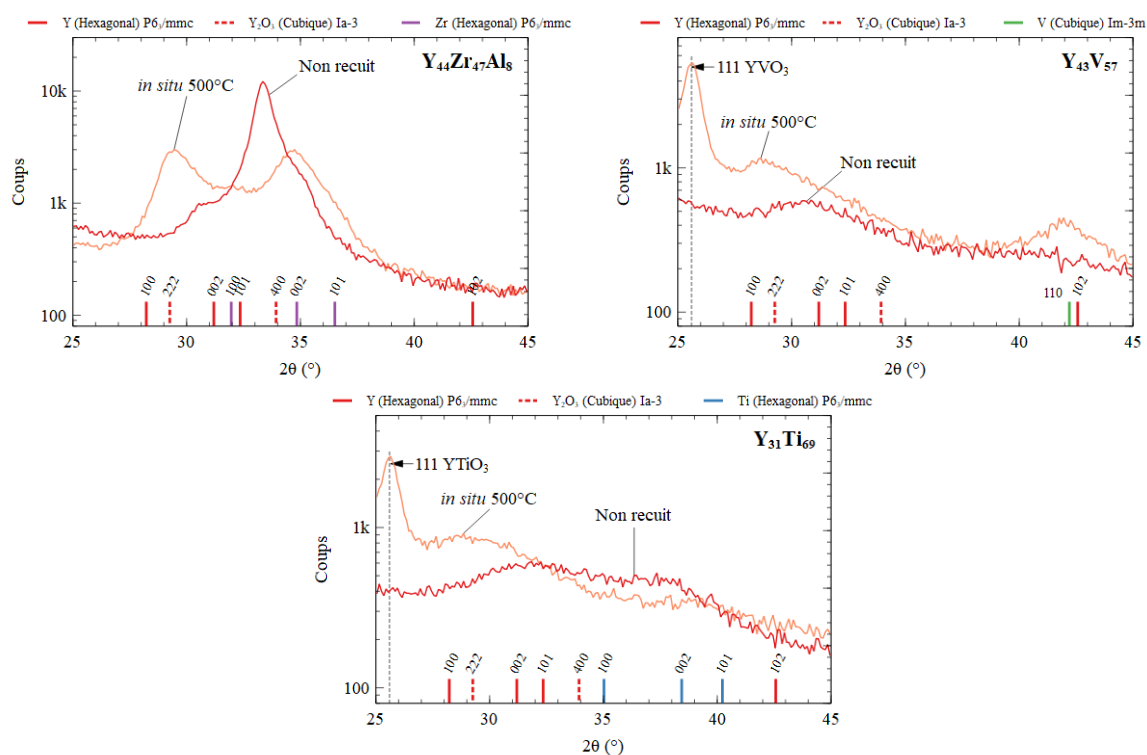 Y (Hexagonal) P6₃/mmc Y₂O₃ (Cubique) Ia-3 Zr (Hexagonal) P6₃/mmc
Y₄₄Zr₄₇Al₈
Non recuit
in situ 500°C
Coups
10k
1k
100
100 222 002 100 101 400 002 101 102
25 30 35 40 45
2θ (°)
Y (Hexagonal) P6₃/mmc Y₂O₃ (Cubique) Ia-3 V (Cubique) Im-3m
Y₄₃V₅₇
111 YVO₃
in situ 500°C
Non recuit
Coups
1k
100
100 222 002 101 400 110 102
25 30 35 40 45
2θ (°)
Y (Hexagonal) P6₃/mmc Y₂O₃ (Cubique) Ia-3 Ti (Hexagonal) P6₃/mmc
Y₃₁Ti₆₉
111 YTiO₃
in situ 500°C
Non recuit
Coups
1k
100
100 222 002 101 400 100 002 101 102
25 30 35 40 45
2θ (°)